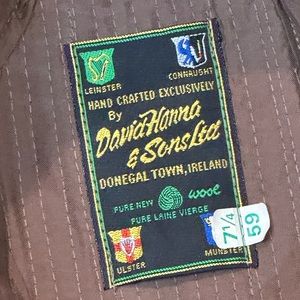 LEINSTER CONNAUGHT
HAND CRAFTED EXCLUSIVELY
By
David Hanna
& Sons Ltd
DONEGAL TOWN, IRELAND
PURE NEW wool
PURE LAINE VIERGE
7¼
59
ULSTER MUNSTER